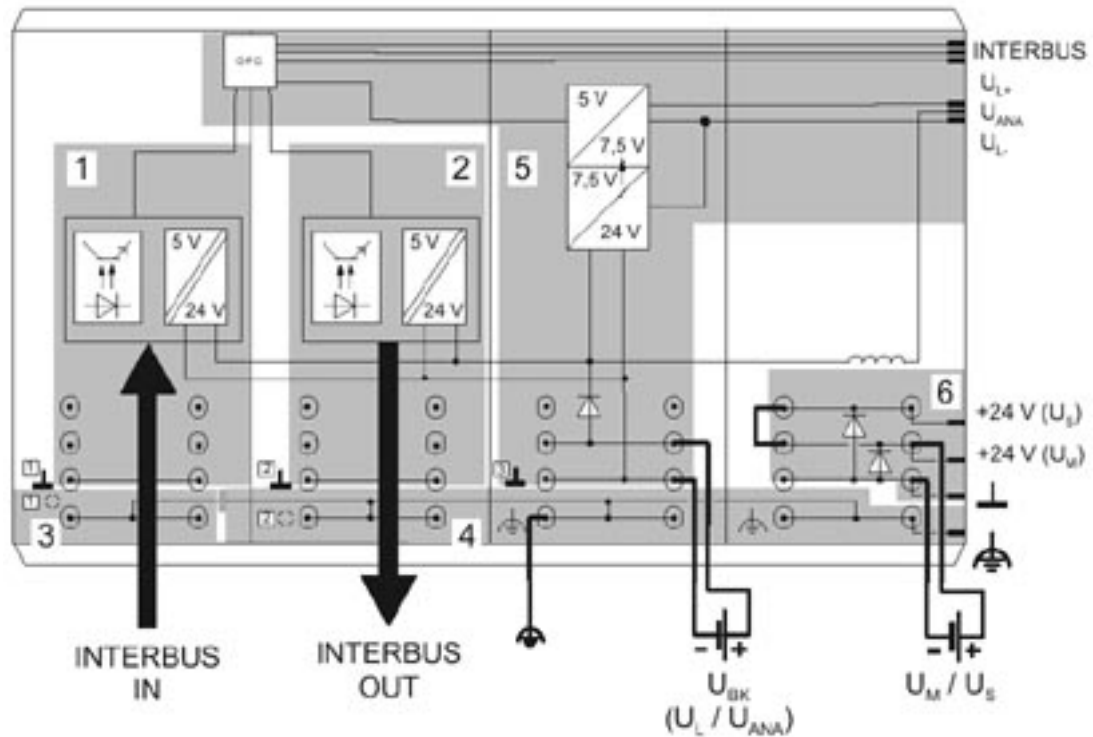 OPC
INTERBUS
U_L+
U_ANA
U_L-
1
2
5
5 V
7,5 V
7,5 V
24 V
5 V
24 V
5 V
24 V
6
+24 V (U_S)
+24 V (U_M)
1
2
3
1
2
3
4
INTERBUS
IN
INTERBUS
OUT
- +
U_BK
(U_L / U_ANA)
- +
U_M / U_S